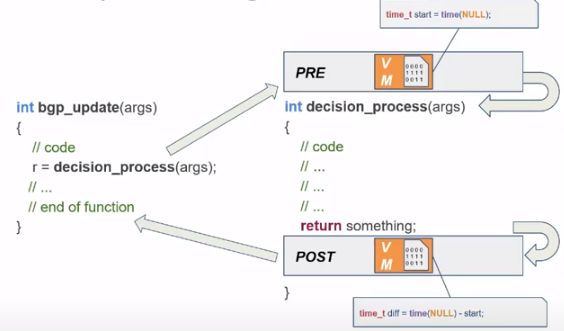 time_t start = time(NULL);
PRE
V
M
0000
1111
0011
int bgp_update(args)
{
// code
r = decision_process(args);
// ...
// end of function
}
int decision_process(args)
{
// code
// ...
// ...
// ...
return something;
POST
V
M
0000
1111
0011
}
time_t diff = time(NULL) - start;